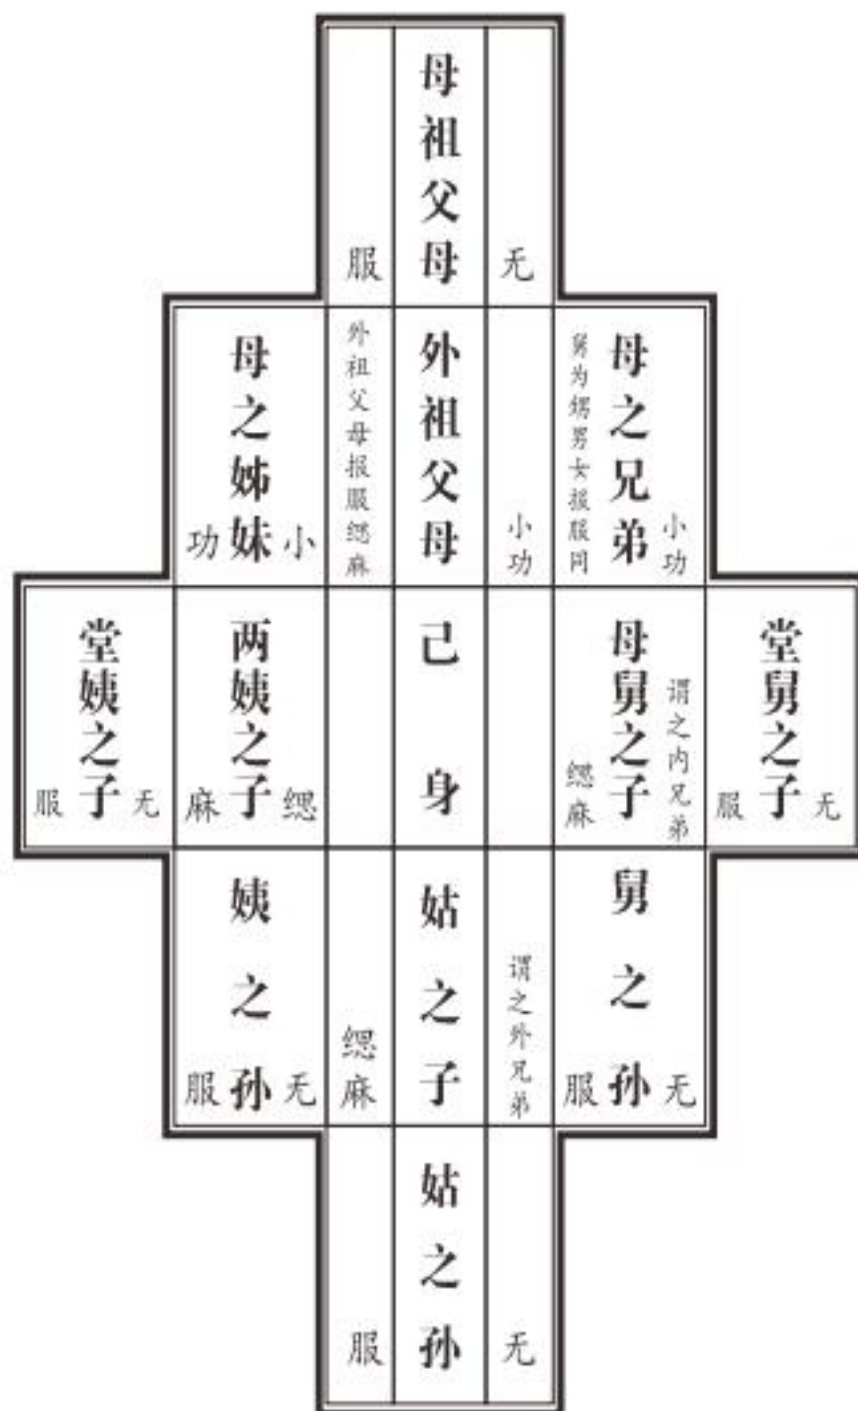 无
母祖父母
服
小功
母之兄弟
舅为甥男女报服同
小功
外祖父母
外祖父母报服缌麻
小
母之姊妹
功
无
堂舅之子
服
谓之内兄弟
母舅之子
缌麻
己身
缌
两姨之子
麻
无
堂姨之子
服
无
舅之孙
服
谓之外兄弟
姑之子
缌麻
无
姨之孙
服
无
姑之孙
服